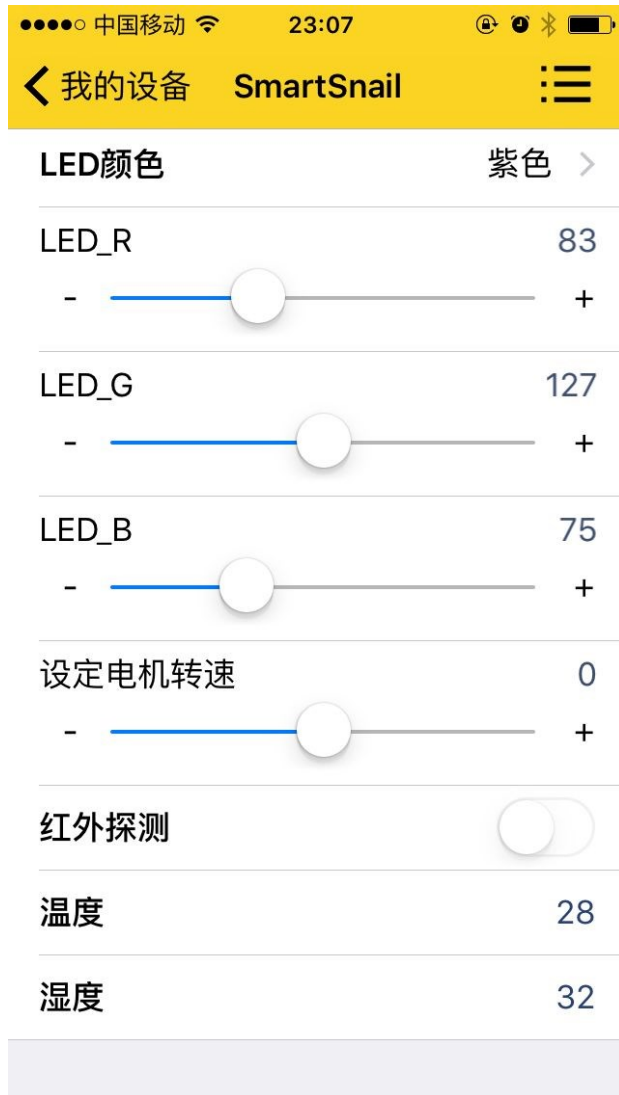 中国移动 23:07
我的设备 SmartSnail
LED颜色 紫色
LED_R 83
- +
LED_G 127
- +
LED_B 75
- +
设定电机转速 0
- +
红外探测
温度 28
湿度 32